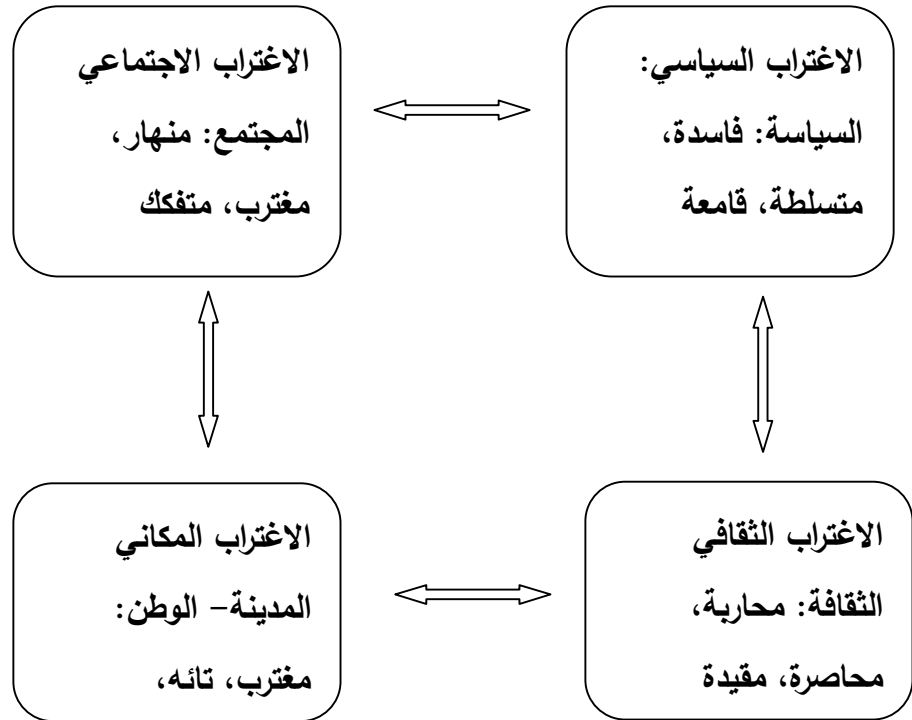 الاغتراب السياسي:
السياسة: فاسدة،
متسلطة، قامعة
الاغتراب الاجتماعي
المجتمع: منهار،
مغترب، متفكك
الاغتراب الثقافي
الثقافة: محاربة،
محاصرة، مقيدة
الاغتراب المكاني
المدينة– الوطن:
مغترب، تائه،